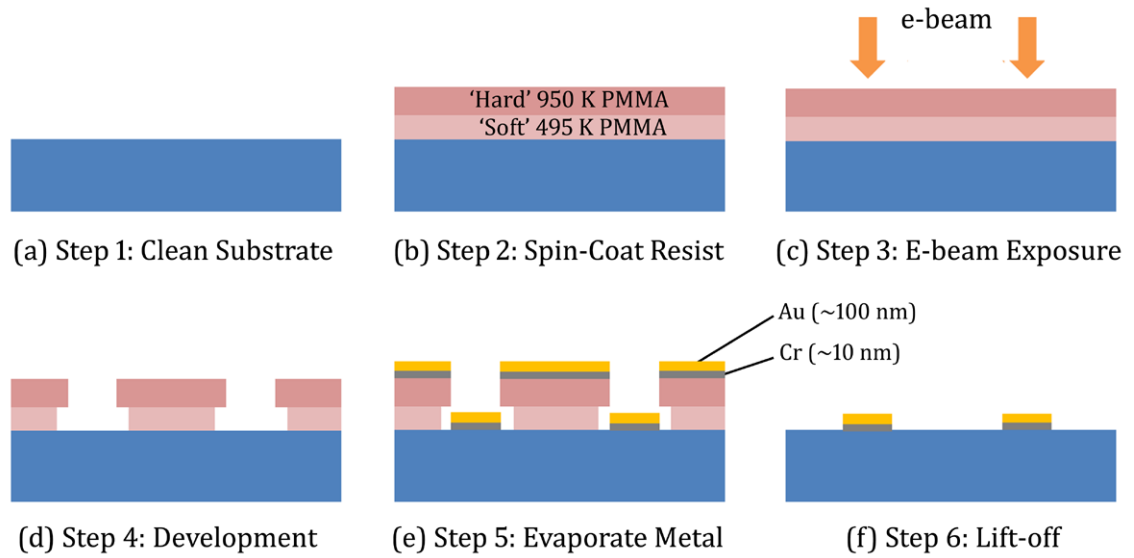 e-beam
'Hard' 950 K PMMA
'Soft' 495 K PMMA
(a) Step 1: Clean Substrate
(b) Step 2: Spin-Coat Resist
(c) Step 3: E-beam Exposure
Au (~100 nm)
Cr (~10 nm)
(d) Step 4: Development
(e) Step 5: Evaporate Metal
(f) Step 6: Lift-off